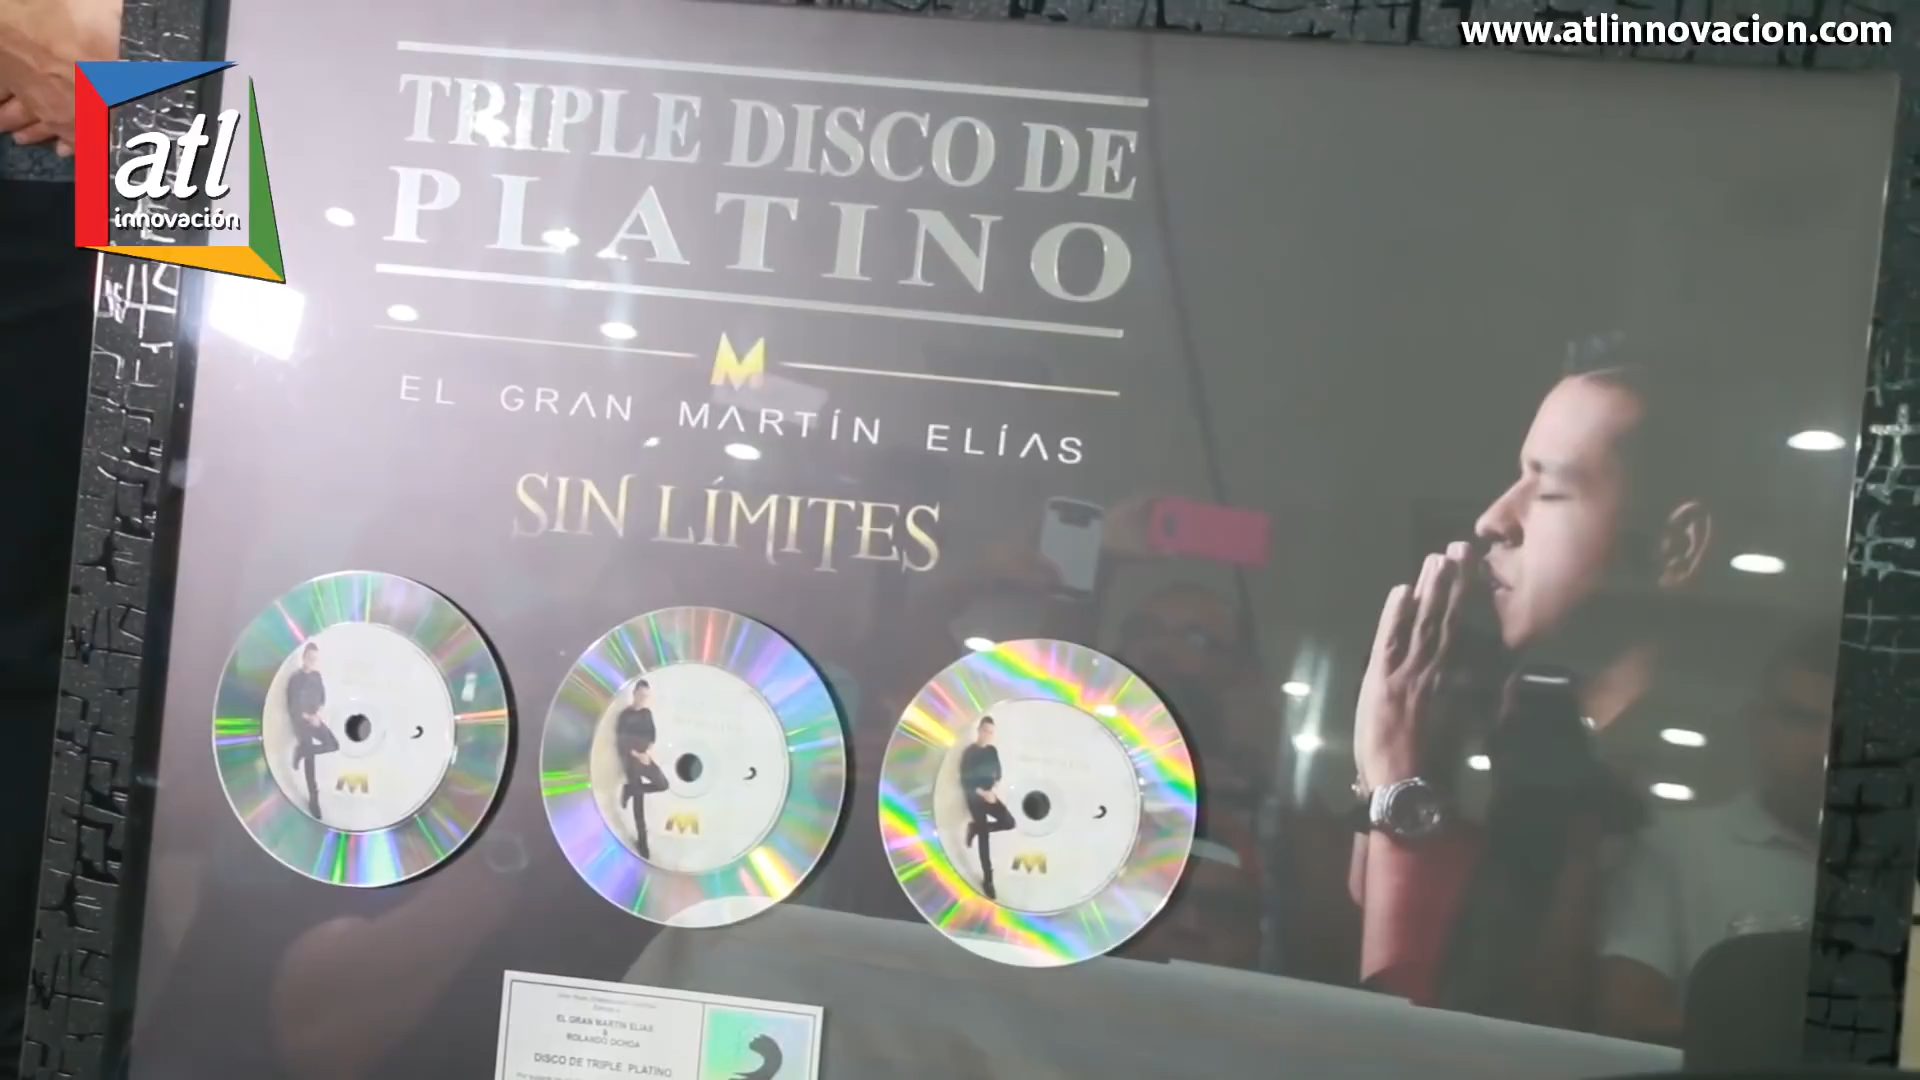 www.atlinnovacion.com
atl
innovación
TRIPLE DISCO DE
PLATINO
M
EL GRAN MARTÍN ELÍAS
SIN LÍMITES
M
M
M
EL GRAN MARTIN ELIAS
&
ROLANDO OCHOA
DISCO DE TRIPLE PLATINO